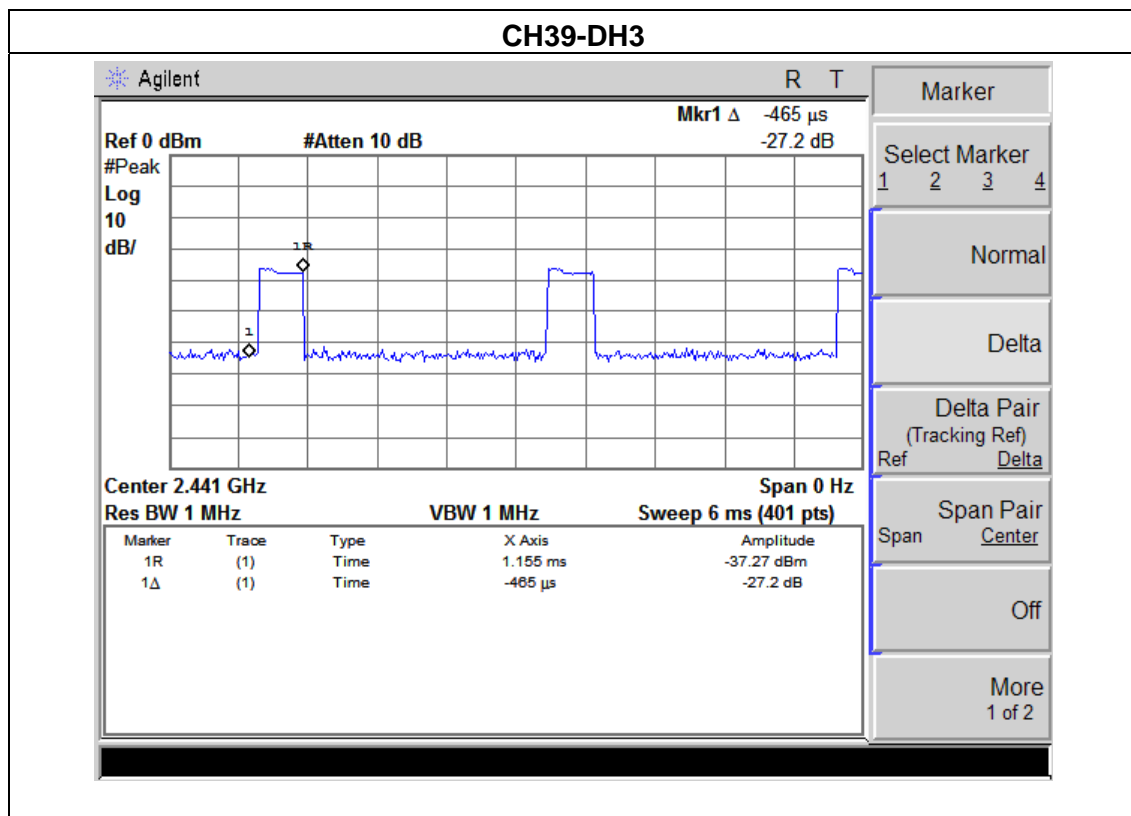 CH39-DH3
Agilent R T
Mkr1 Δ -465 µs
Ref 0 dBm #Atten 10 dB -27.2 dB
#Peak
Log
10
dB/
1R
1
Center 2.441 GHz Span 0 Hz
Res BW 1 MHz VBW 1 MHz Sweep 6 ms (401 pts)
Marker Trace Type X Axis Amplitude
1R (1) Time 1.155 ms -37.27 dBm
1Δ (1) Time -465 µs -27.2 dB
Marker
Select Marker
1 2 3 4
Normal
Delta
Delta Pair
(Tracking Ref)
Ref Delta
Span Pair
Span Center
Off
More
1 of 2